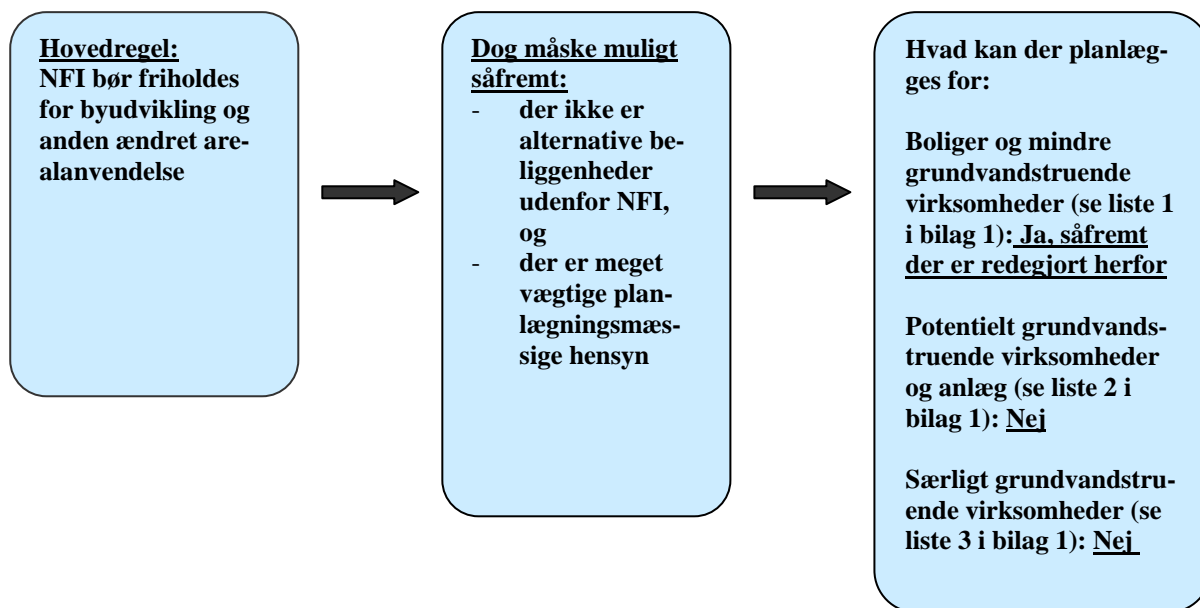 Hovedregel:
NFI bør friholdes
for byudvikling og
anden ændret are-
alanvendelse
Dog måske muligt
såfremt:
- der ikke er
alternative be-
liggenheder
udenfor NFI,
og
- der er meget
vægtige plan-
lægningsmæs-
sige hensyn
Hvad kan der planlæg-
ges for:
Boliger og mindre
grundvandstruende
virksomheder (se liste 1
i bilag 1): Ja, såfremt
der er redegjort herfor
Potentielt grundvands-
truende virksomheder
og anlæg (se liste 2 i
bilag 1): Nej
Særligt grundvandstru-
ende virksomheder (se
liste 3 i bilag 1): Nej